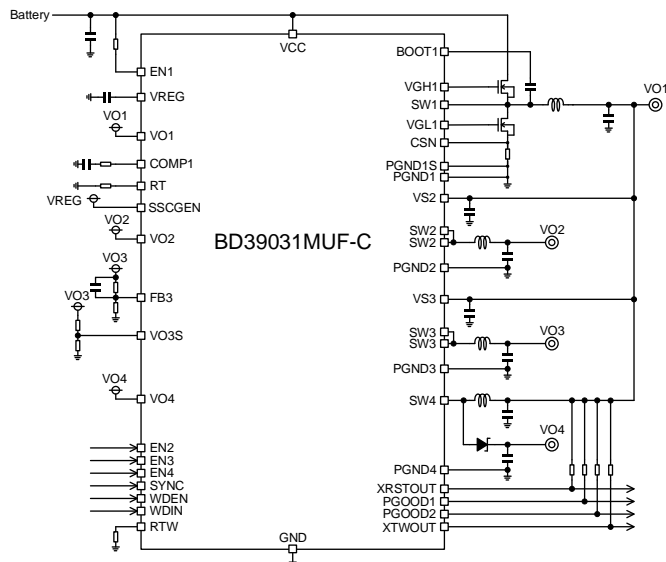 Battery
VCC
BOOT1
EN1
VGH1
VREG
SW1
VO1
VO1
VGL1
VO1
CSN
COMP1
PGND1S
RT
PGND1
VREG
VS2
SSCGEN
VO2
SW2
VO2
BD39031MUF-C
SW2
VO2
VO3
PGND2
FB3
VS3
VO3
VO3S
SW3
SW3
VO3
PGND3
VO4
VO4
SW4
VO4
EN2
EN3
EN4
PGND4
SYNC
XRSTOUT
WDEN
PGOOD1
WDIN
PGOOD2
RTW
XTWOUT
GND